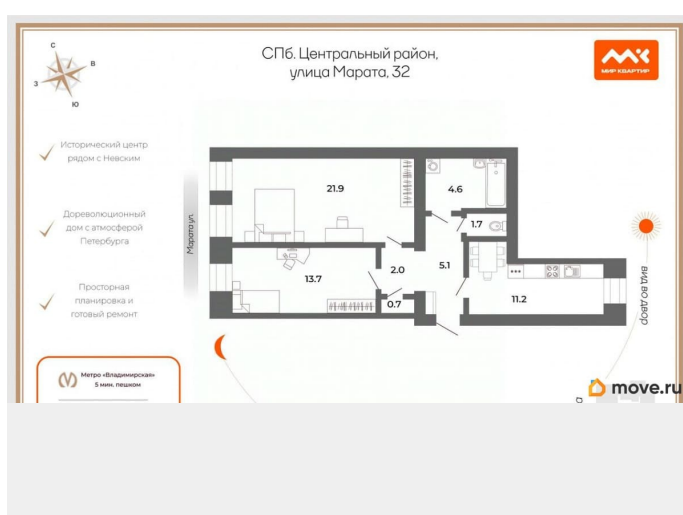 СПб. Центральный район,
улица Марата, 32
МИР КВАРТИР
С
В
З
Ю
Исторический центр
рядом с Невским
Дореволюционный
дом с атмосферой
Петербурга
Просторная
планировка и
готовый ремонт
Марата ул.
21.9
4.6
1.7
13.7
2.0
5.1
0.7
11.2
вид во двор
Метро «Владимирская»
5 мин. пешком
move.ru